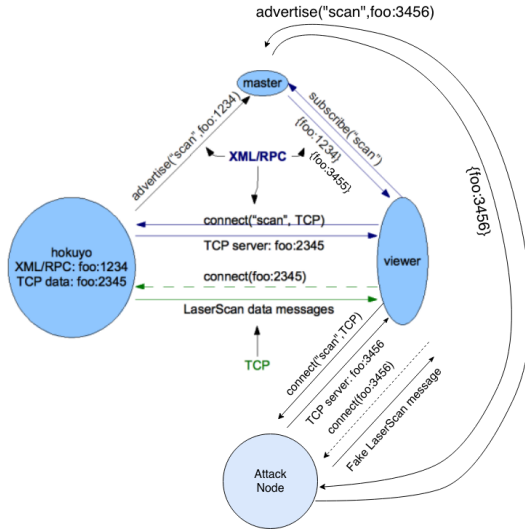 advertise("scan",foo:3456)
master
advertise("scan",foo:1234)
subscribe("scan")
{foo:1234}
{foo:3455}
XML/RPC
{foo:3456}
connect("scan", TCP)
TCP server: foo:2345
hokuyo
XML/RPC: foo:1234
TCP data: foo:2345
viewer
connect(foo:2345)
LaserScan data messages
TCP
connect("scan",TCP)
TCP server: foo:3456
connect(foo:3456)
Fake LaserScan message
Attack
Node